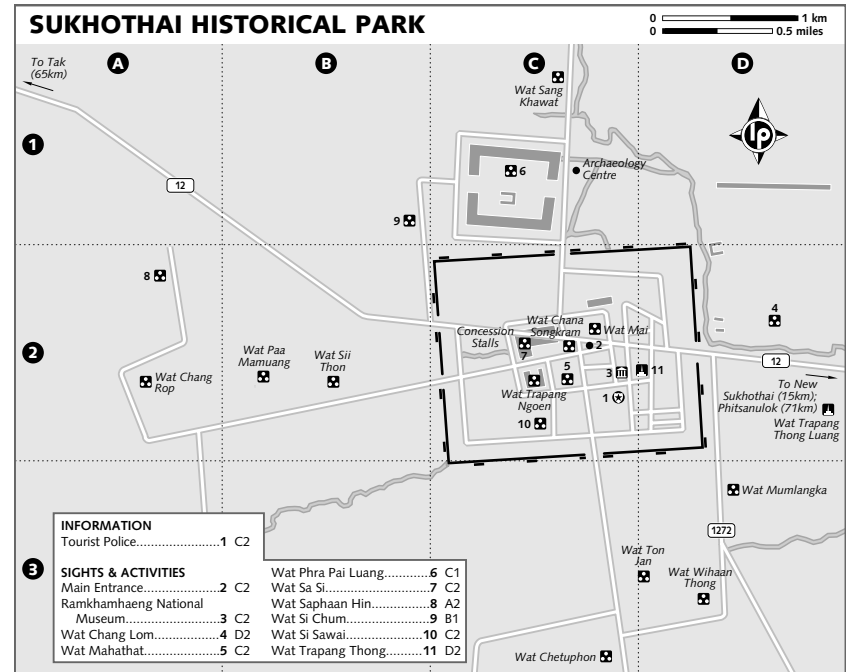 SUKHOTHAI HISTORICAL PARK
0 1 km
0 0.5 miles
To Tak
(65km)
A
B
C
D
Wat Sang
Khawat
lp
1
12
6
Archaeology
Centre
9
8
4
2
Wat Chana
Songkram
Wat Mai
Concession
Stalls
2
7
12
Wat Paa
Mamuang
Wat Sii
Thon
5
3
11
Wat Chang
Rop
To New
Sukhothai (15km);
Phitsanulok (71km)
Wat Trapang
Ngoen
1
Wat Trapang
Thong Luang
10
Wat Mumlangka
1272
3
Wat Ton
Jan
Wat Wihaan
Thong
Wat Chetuphon
INFORMATION
Tourist Police........................1 C2
SIGHTS & ACTIVITIES
Main Entrance......................2 C2
Ramkhamhaeng National
Museum..........................3 C2
Wat Chang Lom...................4 D2
Wat Mahathat......................5 C2
Wat Phra Pai Luang............6 C1
Wat Sa Si..............................7 C2
Wat Saphaan Hin................8 A2
Wat Si Chum........................9 B1
Wat Si Sawai......................10 C2
Wat Trapang Thong...........11 D2